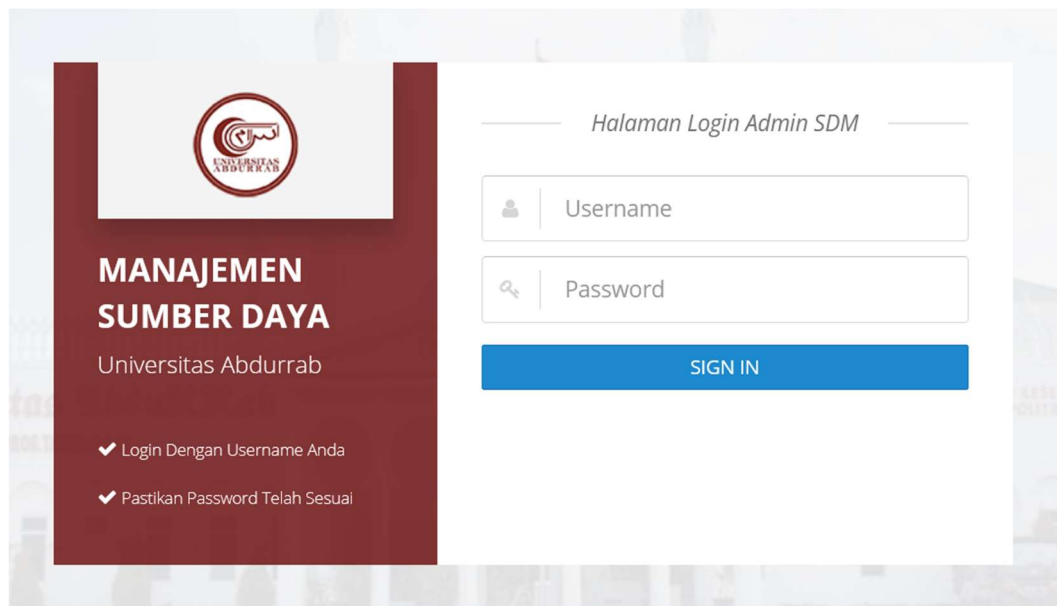 UNIVERSITAS
ABDURRAB
MANAJEMEN
SUMBER DAYA
Universitas Abdurrab
Login Dengan Username Anda
Pastikan Password Telah Sesuai
Halaman Login Admin SDM
Username
Password
SIGN IN